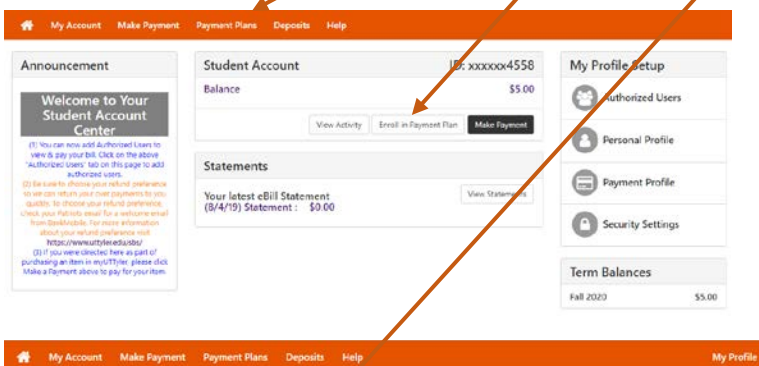 My Account Make Payment Payment Plans Deposits Help
Announcement
Welcome to Your
Student Account
Center
(1) You can now add Authorized Users to
view & pay your bill. Click on the above
"Authorized Users" tab on this page to add
authorized users.
(2) Be sure to choose your refund preference
so we can return your over payments to you
quickly. To choose your refund preference,
check your Patriots email for a welcome email
from BankMobile. For more information
about your refund preference visit
https://www.uttyler.edu/sbs/
(3) If you were directed here as part of
purchasing an item in myUTTyler, please click
Make a Payment above to pay for your item.
Student Account ID: xxxxxx4558
Balance $5.00
View Activity Enroll in Payment Plan Make Payment
Statements
Your latest eBill Statement View Statements
(8/4/19) Statement : $0.00
My Profile Setup
Authorized Users
Personal Profile
Payment Profile
Security Settings
Term Balances
Fall 2020 $5.00
My Account Make Payment Payment Plans Deposits Help My Profile